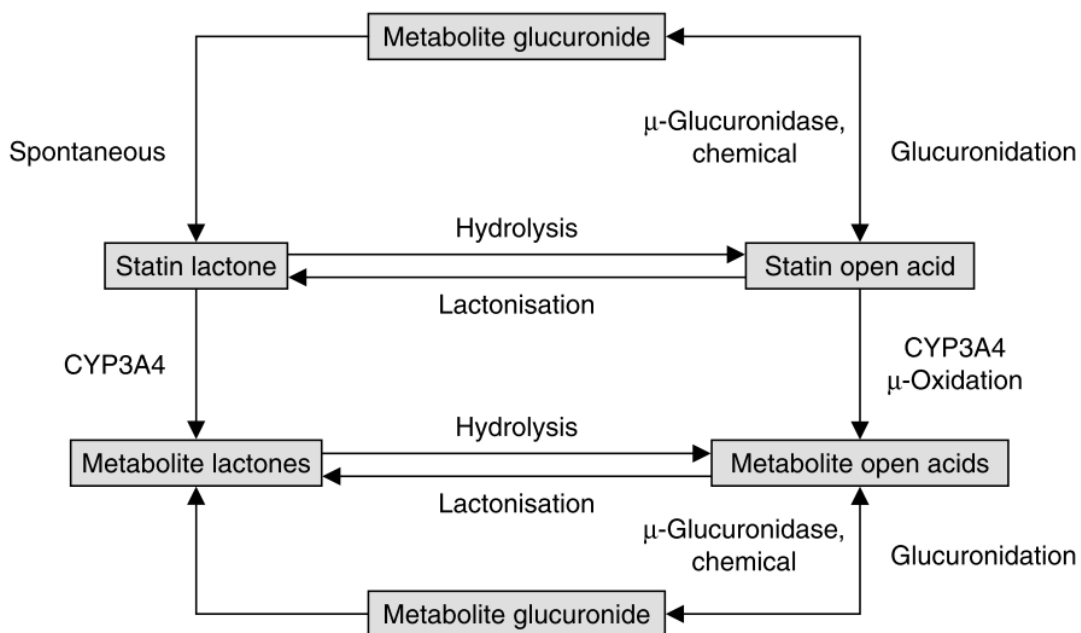 Metabolite glucuronide
μ-Glucuronidase,
chemical
Spontaneous
Glucuronidation
Hydrolysis
Statin lactone
Statin open acid
Lactonisation
CYP3A4
CYP3A4
μ-Oxidation
Hydrolysis
Metabolite lactones
Metabolite open acids
Lactonisation
μ-Glucuronidase,
chemical
Glucuronidation
Metabolite glucuronide